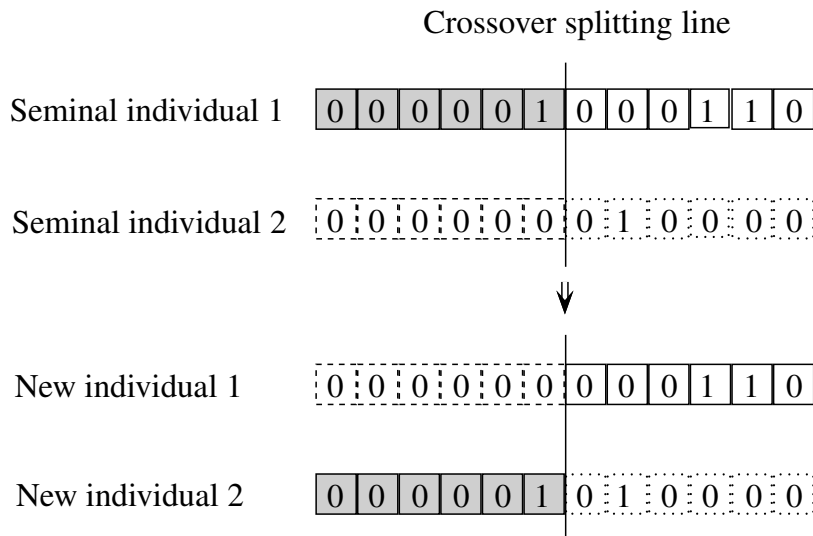 Crossover splitting line
Seminal individual 1 0 0 0 0 0 1 0 0 0 1 1 0
Seminal individual 2 0 0 0 0 0 0 0 1 0 0 0 0
New individual 1 0 0 0 0 0 0 0 0 0 1 1 0
New individual 2 0 0 0 0 0 1 0 1 0 0 0 0